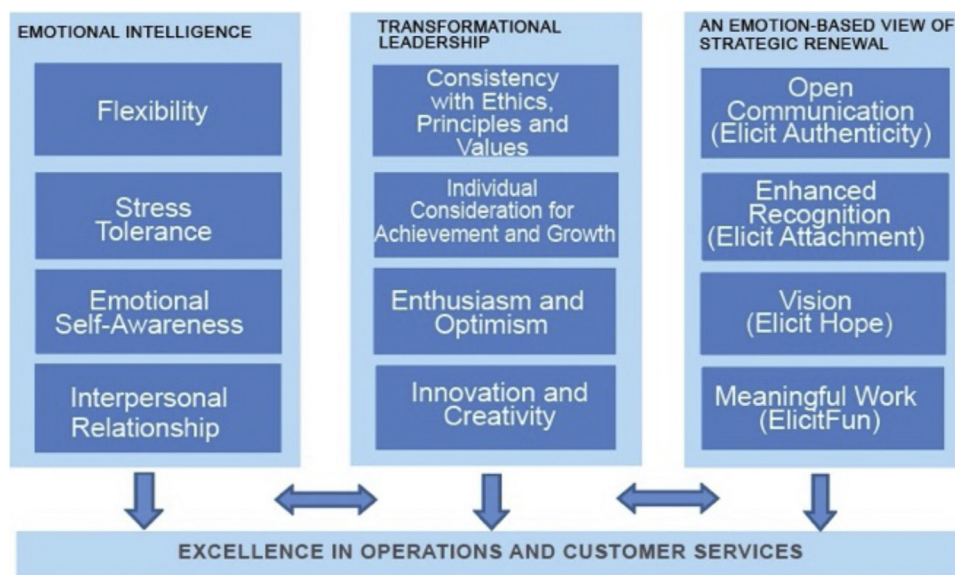 EMOTIONAL INTELLIGENCE
Flexibility
Stress
Tolerance
Emotional
Self-Awareness
Interpersonal
Relationship
TRANSFORMATIONAL
LEADERSHIP
Consistency
with Ethics,
Principles and
Values
Individual
Consideration for
Achievement and Growth
Enthusiasm and
Optimism
Innovation and
Creativity
AN EMOTION-BASED VIEW OF
STRATEGIC RENEWAL
Open
Communication
(Elicit Authenticity)
Enhanced
Recognition
(Elicit Attachment)
Vision
(Elicit Hope)
Meaningful Work
(ElicitFun)
EXCELLENCE IN OPERATIONS AND CUSTOMER SERVICES